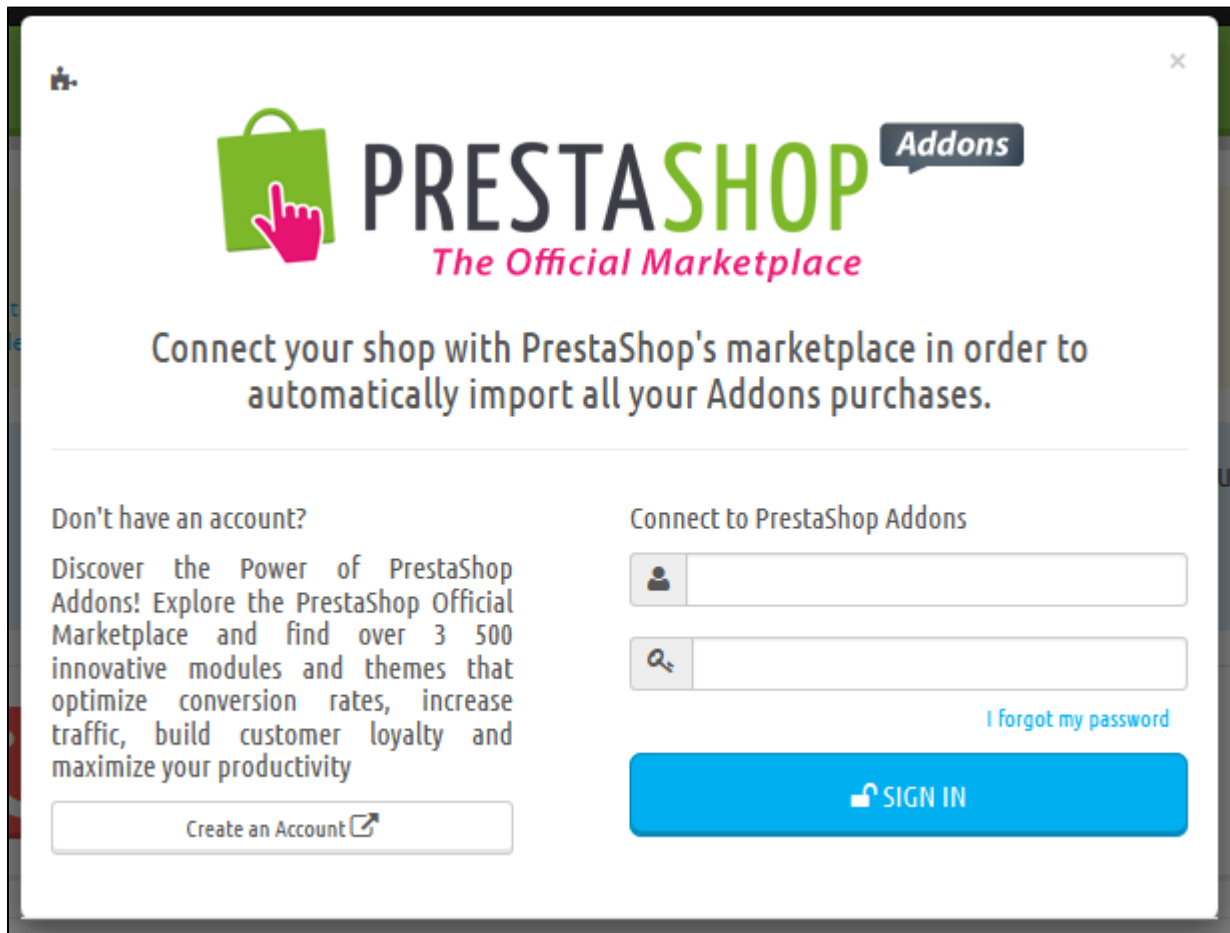 ×
PRESTASHOP Addons
The Official Marketplace
Connect your shop with PrestaShop's marketplace in order to
automatically import all your Addons purchases.
Don't have an account?
Discover the Power of PrestaShop
Addons! Explore the PrestaShop Official
Marketplace and find over 3 500
innovative modules and themes that
optimize conversion rates, increase
traffic, build customer loyalty and
maximize your productivity
Create an Account
Connect to PrestaShop Addons
I forgot my password
SIGN IN